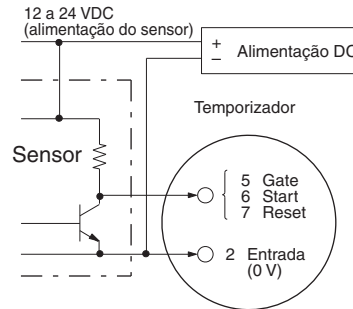 12 a 24 VDC
(alimentação do sensor)
+
− Alimentação DC
Temporizador
Sensor
5 Gate
6 Start
7 Reset
2 Entrada
(0 V)